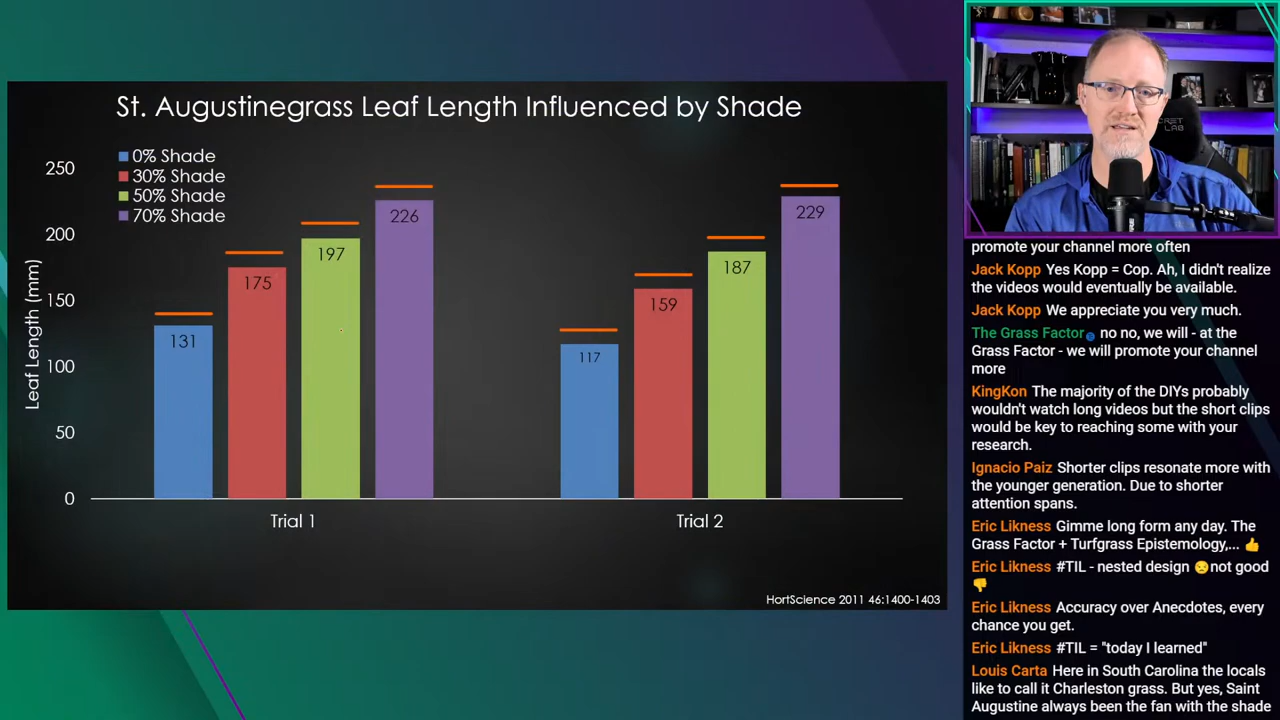 St. Augustinegrass Leaf Length Influenced by Shade
0% Shade
30% Shade
50% Shade
70% Shade
Leaf Length (mm)
250
200
150
100
50
0
131
175
197
226
117
159
187
229
Trial 1
Trial 2
HortScience 2011 46:1400-1403
promote your channel more often
Jack Kopp Yes Kopp = Cop. Ah, I didn't realize
the videos would eventually be available.
Jack Kopp We appreciate you very much.
The Grass Factor no no, we will - at the
Grass Factor - we will promote your channel
more
KingKon The majority of the DIYs probably
wouldn't watch long videos but the short clips
would be key to reaching some with your
research.
Ignacio Paiz Shorter clips resonate more with
the younger generation. Due to shorter
attention spans.
Eric Likness Gimme long form any day. The
Grass Factor + Turfgrass Epistemology,... 👍
Eric Likness #TIL - nested design 😥not good
👎
Eric Likness Accuracy over Anecdotes, every
chance you get.
Eric Likness #TIL = "today I learned"
Louis Carta Here in South Carolina the locals
like to call it Charleston grass. But yes, Saint
Augustine always been the fan with the shade